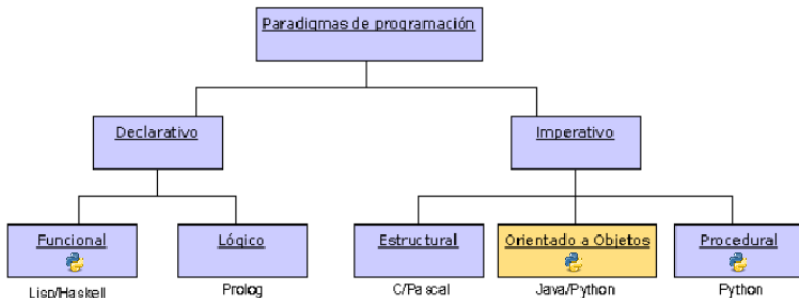 Paradigmas de programación
Declarativo
Imperativo
Funcional
Lógico
Estructural
Orientado a Objetos
Procedural
Lisp/Haskell
Prolog
C/Pascal
Java/Python
Python